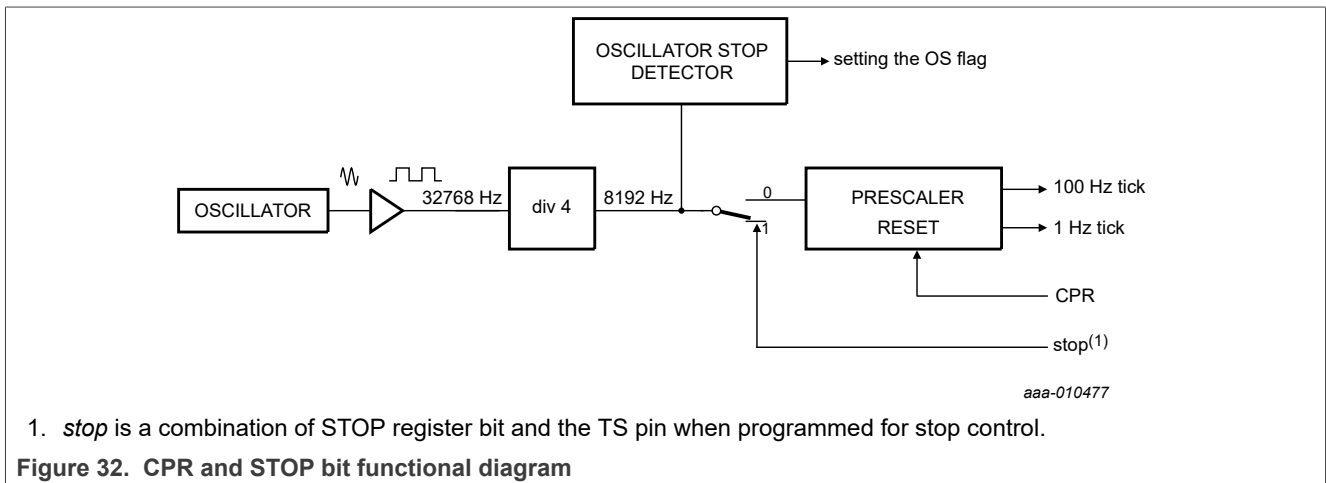 OSCILLATOR STOP
DETECTOR
setting the OS flag
OSCILLATOR
32768 Hz
div 4
8192 Hz
0
1
PRESCALER
RESET
100 Hz tick
1 Hz tick
CPR
stop(1)
aaa-010477
1. stop is a combination of STOP register bit and the TS pin when programmed for stop control.
Figure 32. CPR and STOP bit functional diagram